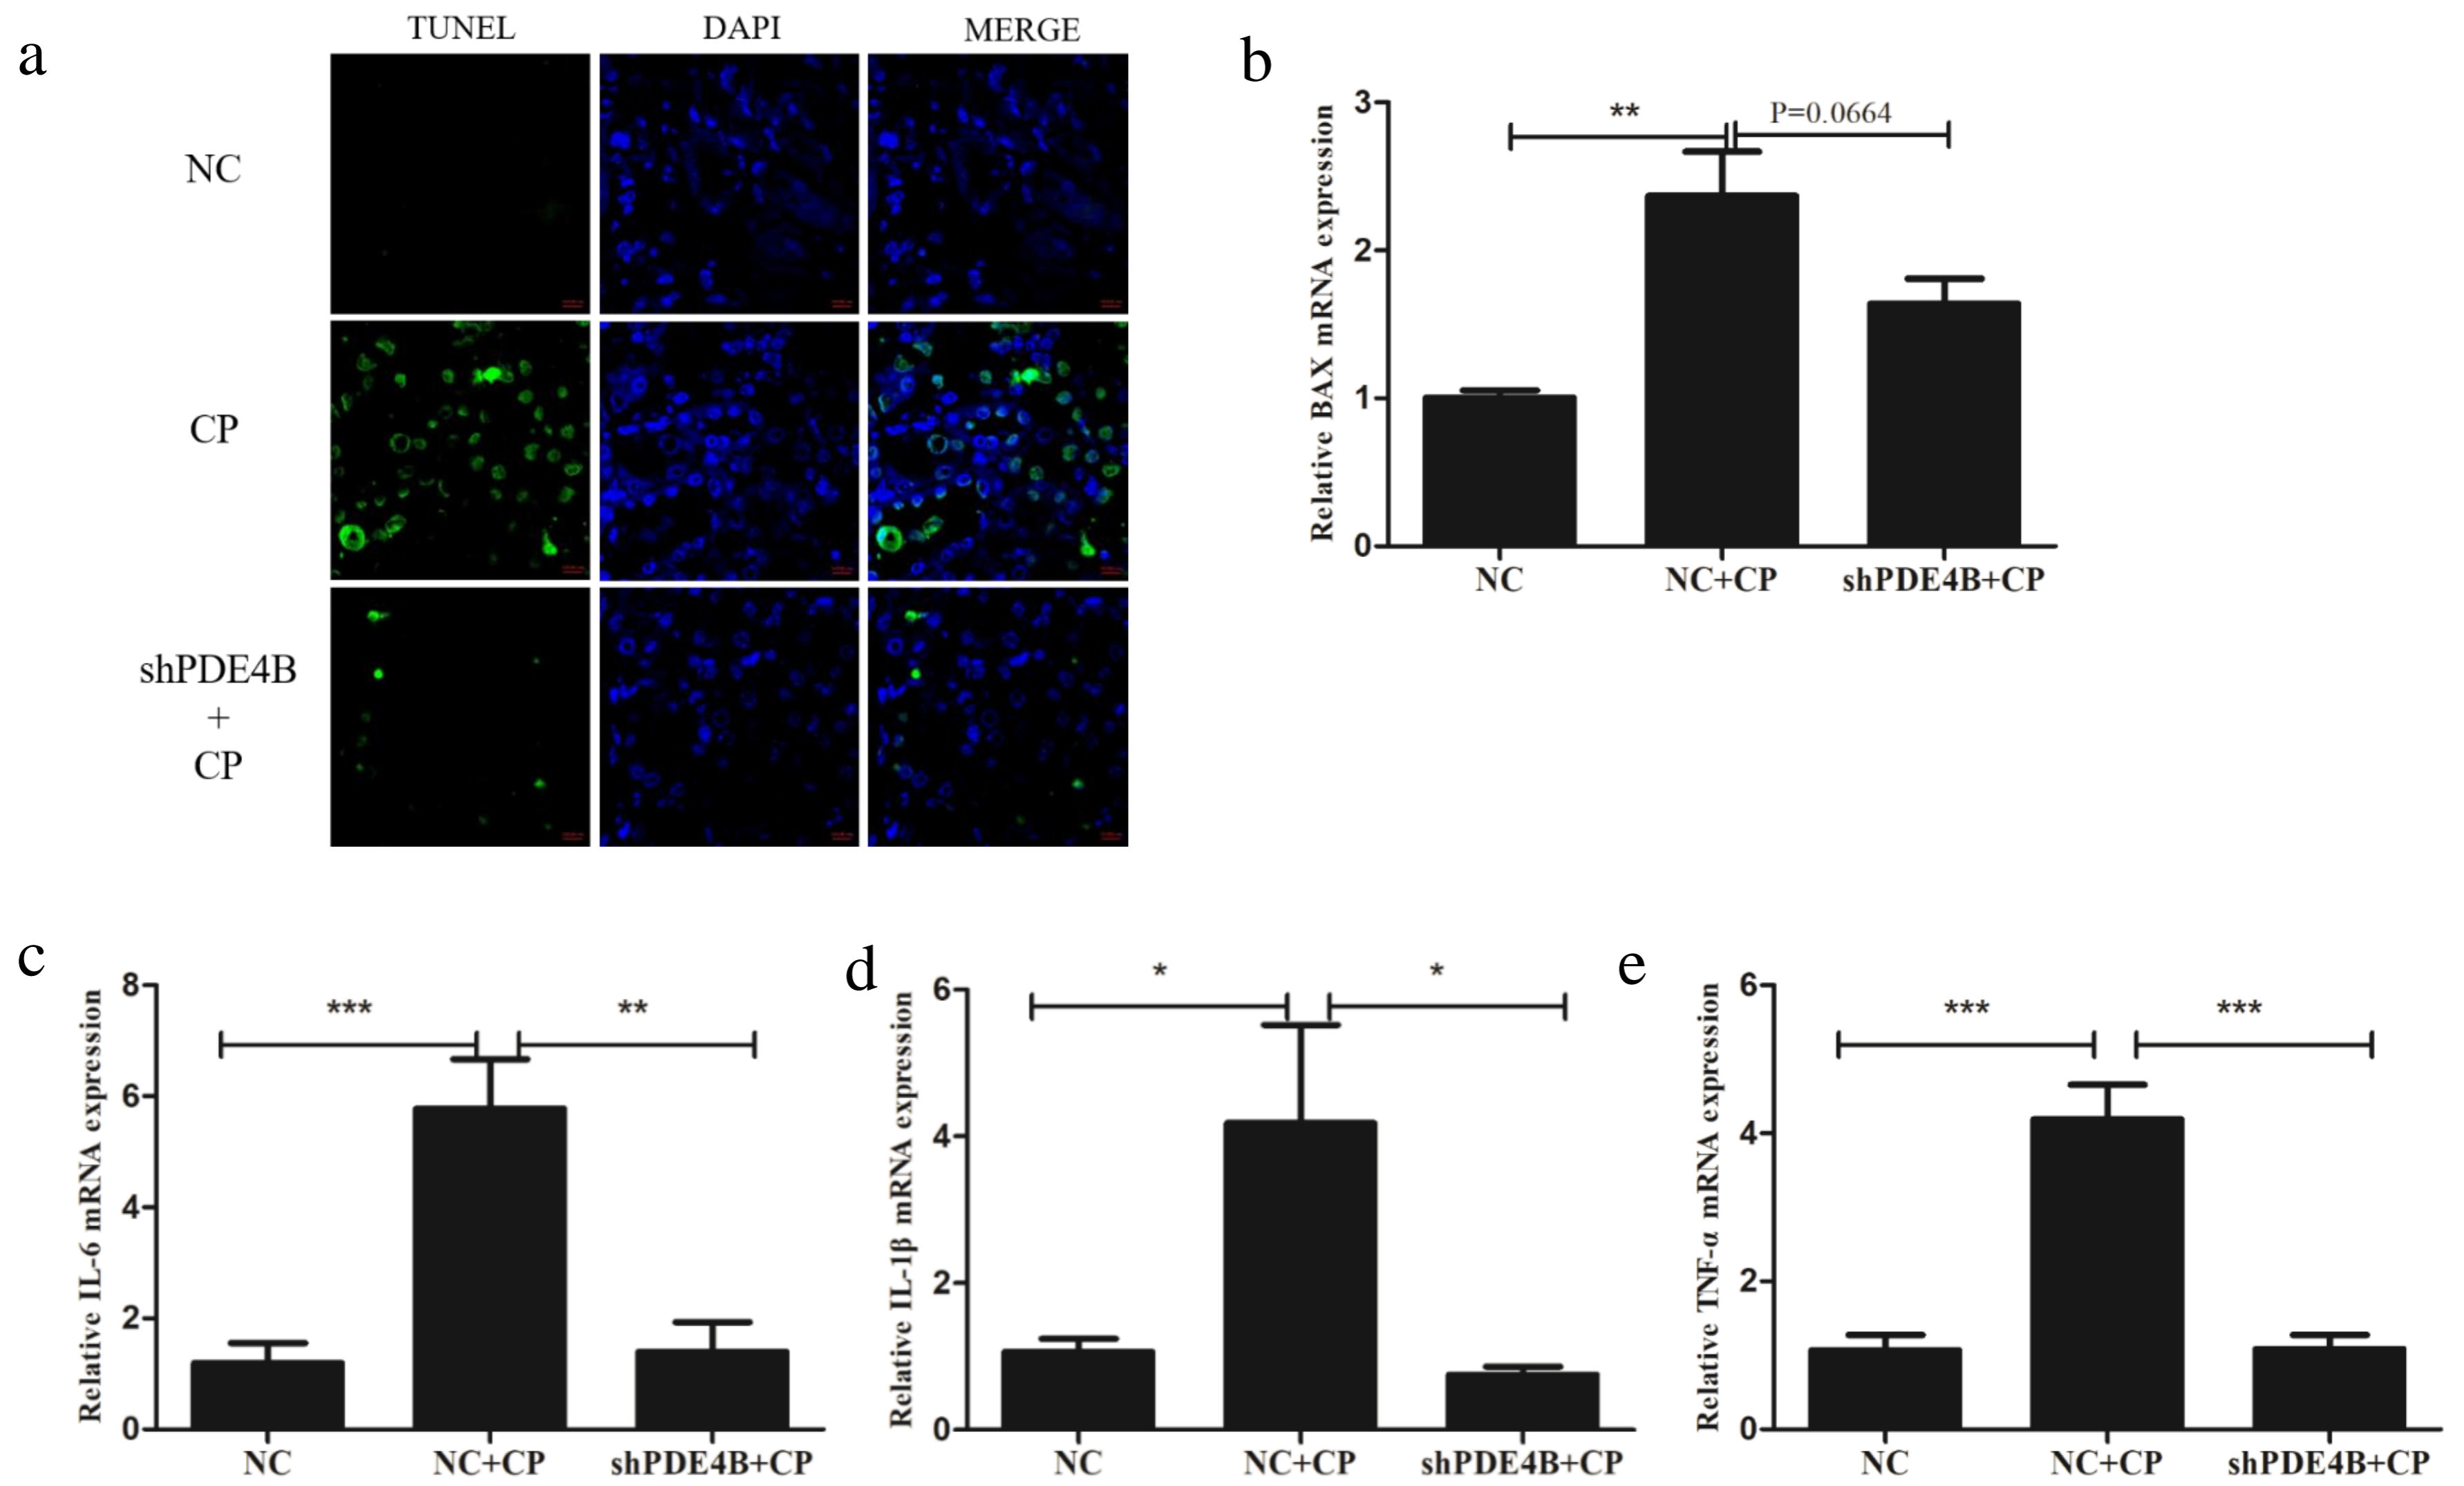 a
TUNEL
DAPI
MERGE
NC
CP
shPDE4B
+
CP
b
Relative BAX mRNA expression
3
2
1
0
**
P=0.0664
NC
NC+CP
shPDE4B+CP
c
Relative IL-6 mRNA expression
8
6
4
2
0
***
**
NC
NC+CP
shPDE4B+CP
d
Relative IL-1β mRNA expression
6
4
2
0
*
*
NC
NC+CP
shPDE4B+CP
e
Relative TNF-α mRNA expression
6
4
2
0
***
***
NC
NC+CP
shPDE4B+CP